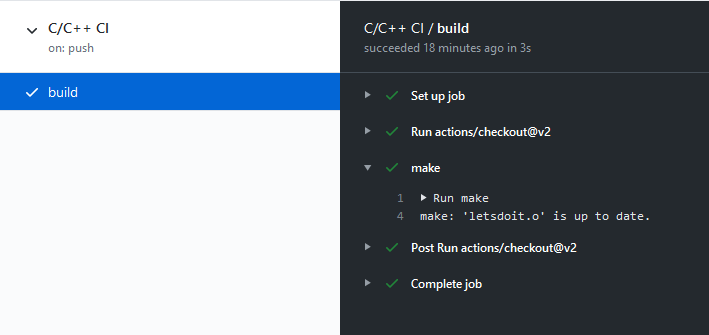 C/C++ CI
on: push
build
C/C++ CI / build
succeeded 18 minutes ago in 3s
Set up job
Run actions/checkout@v2
make
1 Run make
4 make: 'letsdoit.o' is up to date.
Post Run actions/checkout@v2
Complete job